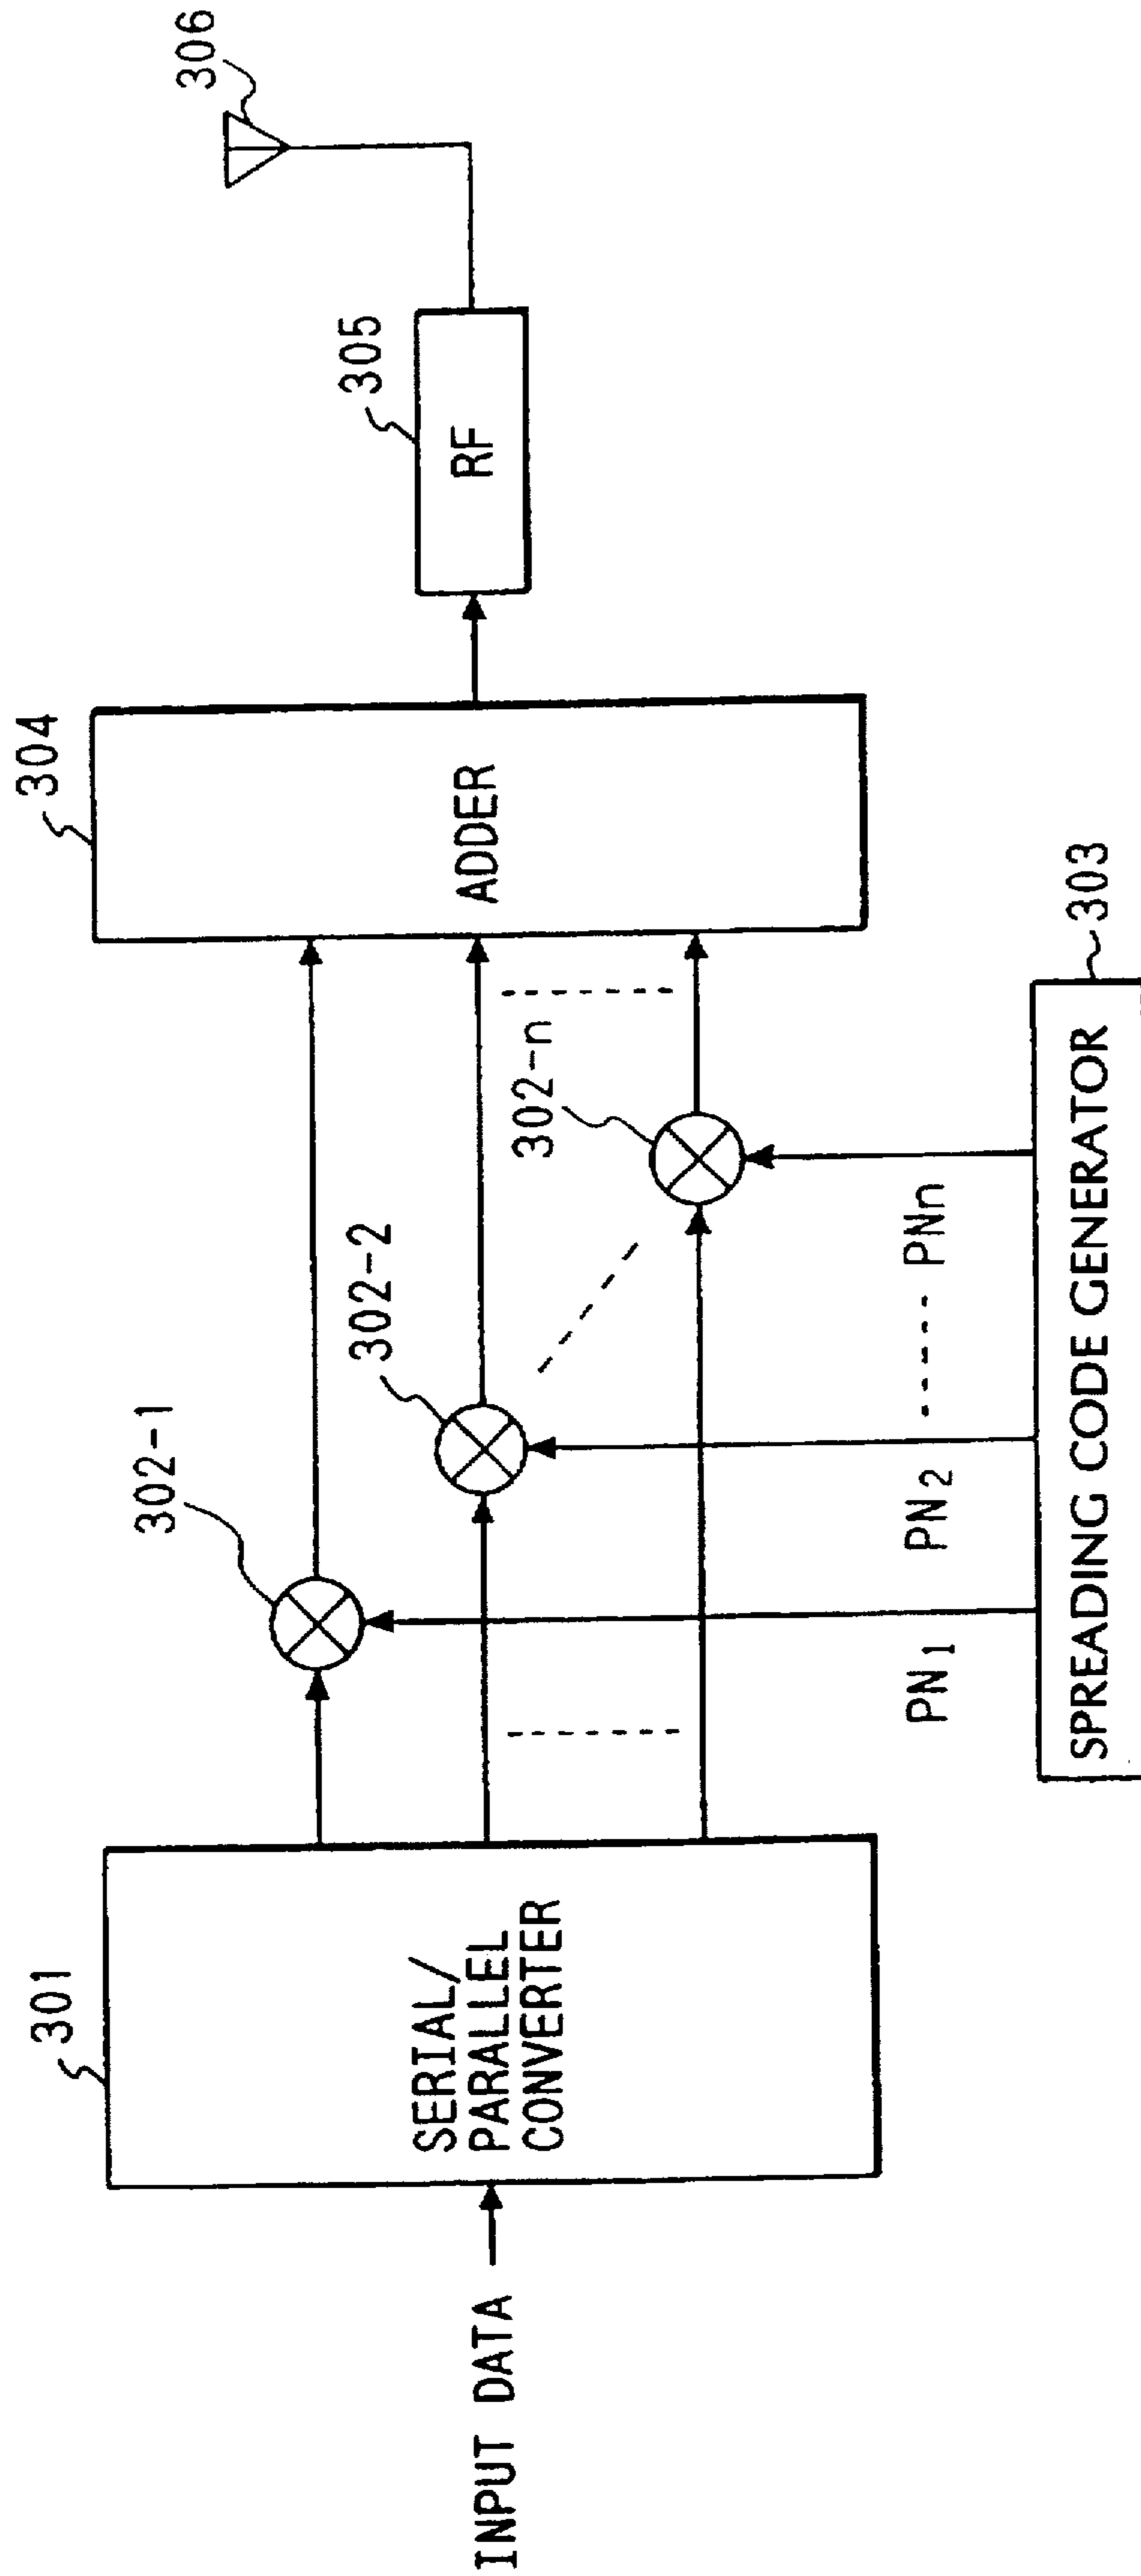 INPUT DATA
301
SERIAL/
PARALLEL
CONVERTER
302-1
302-2
302-n
PN1
PN2
PNn
SPREADING CODE GENERATOR
303
304
ADDER
305
RF
306